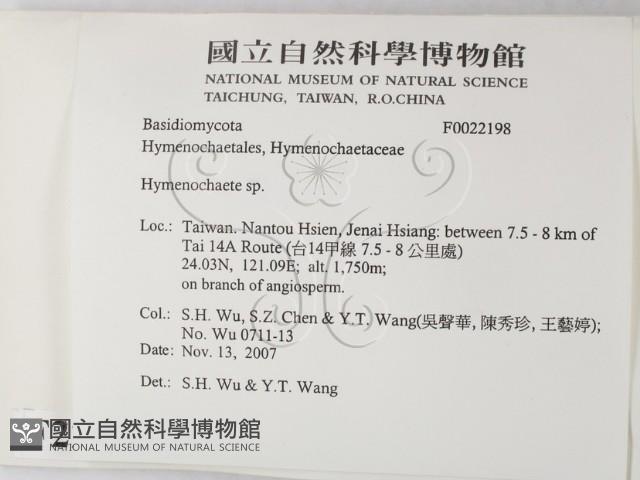 國立自然科學博物館
NATIONAL MUSEUM OF NATURAL SCIENCE
TAICHUNG, TAIWAN, R.O.CHINA
Basidiomycota F0022198
Hymenochaetales, Hymenochaetaceae
Hymenochaete sp.
Loc.: Taiwan. Nantou Hsien, Jenai Hsiang: between 7.5 - 8 km of
Tai 14A Route (台14甲線 7.5 - 8 公里處)
24.03N, 121.09E; alt. 1,750m;
on branch of angiosperm.
Col.: S.H. Wu, S.Z. Chen & Y.T. Wang(吳聲華, 陳秀珍, 王藝婷);
No. Wu 0711-13
Date: Nov. 13, 2007
Det.: S.H. Wu & Y.T. Wang
國立自然科學博物館
NATIONAL MUSEUM OF NATURAL SCIENCE